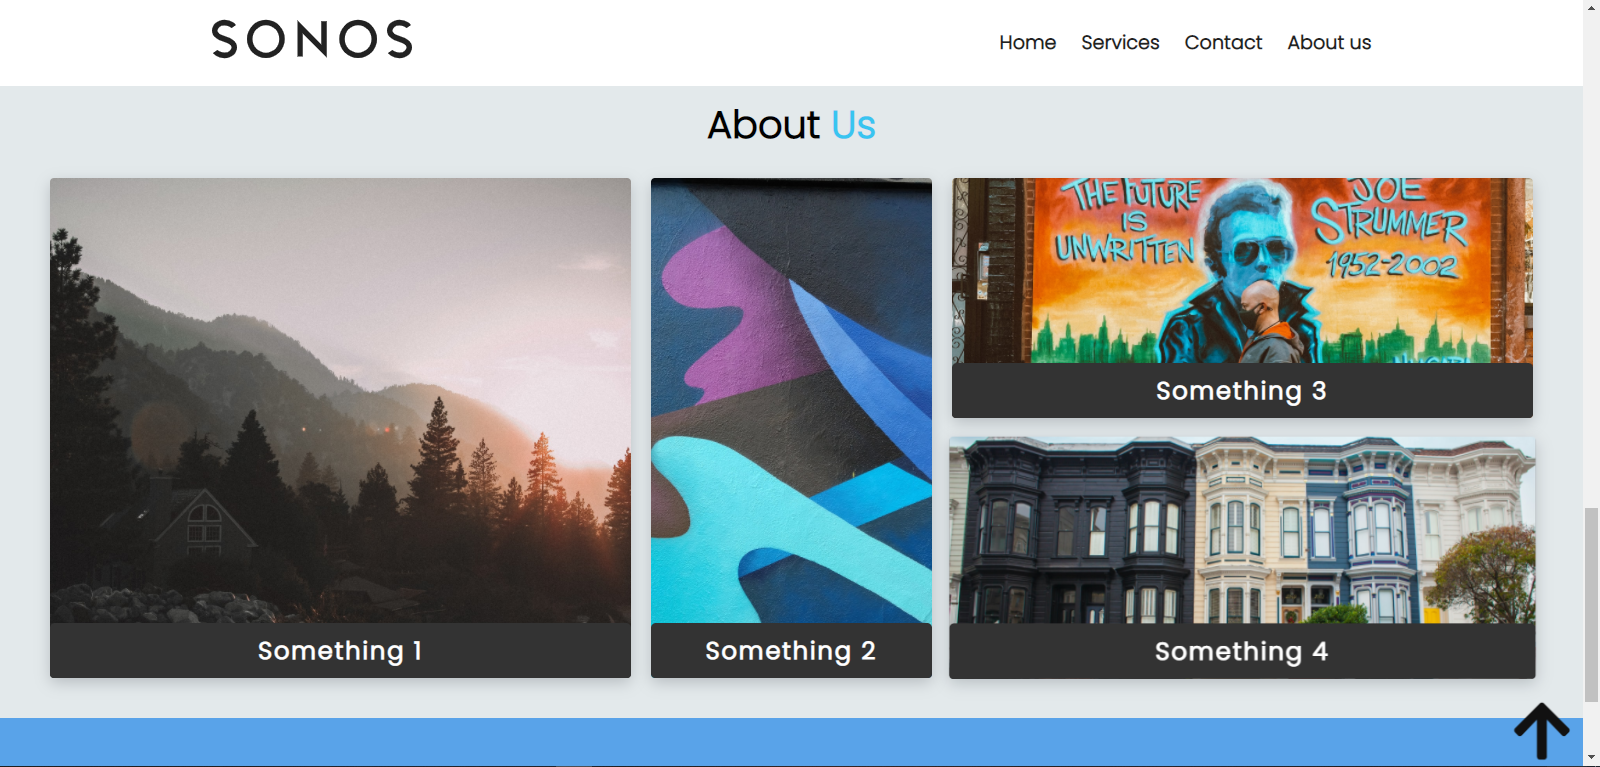 SONOS
Home Services Contact About us
About Us
THE FUTURE
IS
UNWRITTEN
JOE
STRUMMER
1952-2002
Something 3
Something 1
Something 2
Something 4